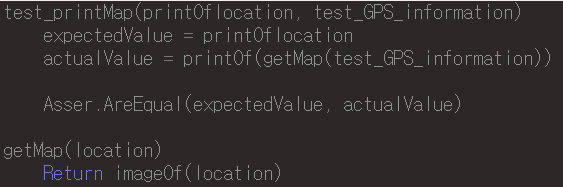 test_printMap(printOflocation, test_GPS_information)
    expectedValue = printOflocation
    actualValue = printOf(getMap(test_GPS_information))

    Asser.AreEqual(expectedValue, actualValue)

getMap(location)
    Return imageOf(location)